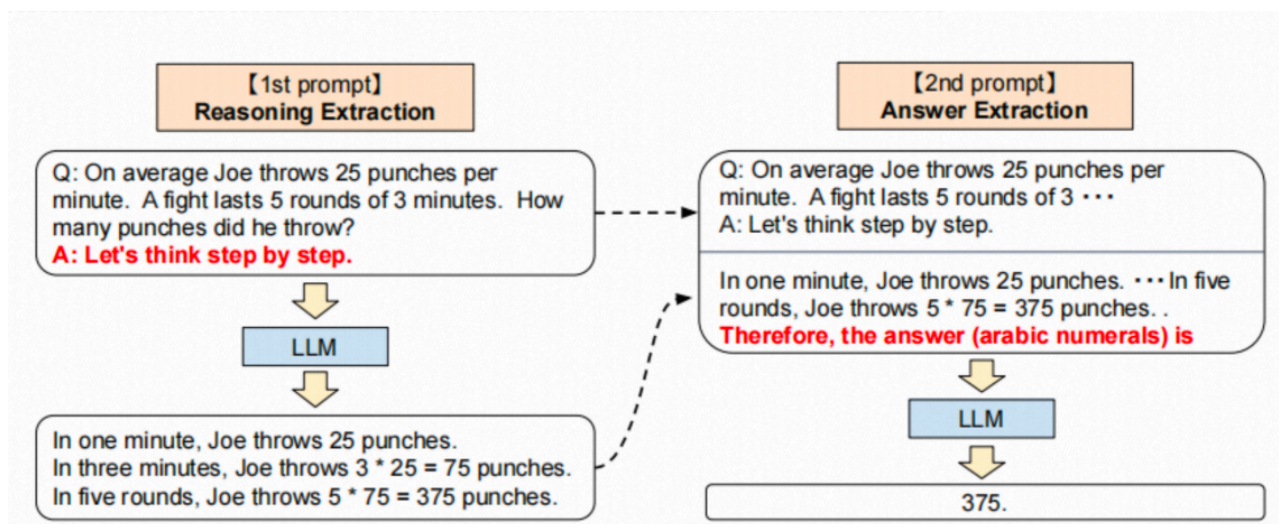 【1st prompt】
Reasoning Extraction
Q: On average Joe throws 25 punches per
minute.  A fight lasts 5 rounds of 3 minutes.  How
many punches did he throw?
A: Let's think step by step.
LLM
In one minute, Joe throws 25 punches.
In three minutes, Joe throws 3 * 25 = 75 punches.
In five rounds, Joe throws 5 * 75 = 375 punches.
【2nd prompt】
Answer Extraction
Q: On average Joe throws 25 punches per
minute.  A fight lasts 5 rounds of 3 ･･･
A: Let's think step by step.
In one minute, Joe throws 25 punches. ･･･ In five
rounds, Joe throws 5 * 75 = 375 punches. .
Therefore, the answer (arabic numerals) is
LLM
375.